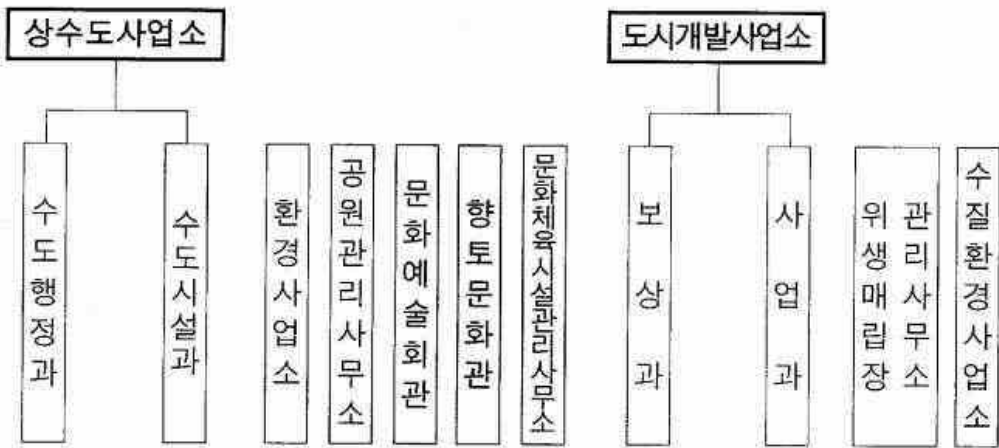 상수도사업소
도시개발사업소
수도행정과
수도시설과
환경사업소
공원관리사무소
문화예술회관
향토문화관
문화체육시설관리사무소
보상과
사업과
위생매립장
관리사무소
수질환경사업소